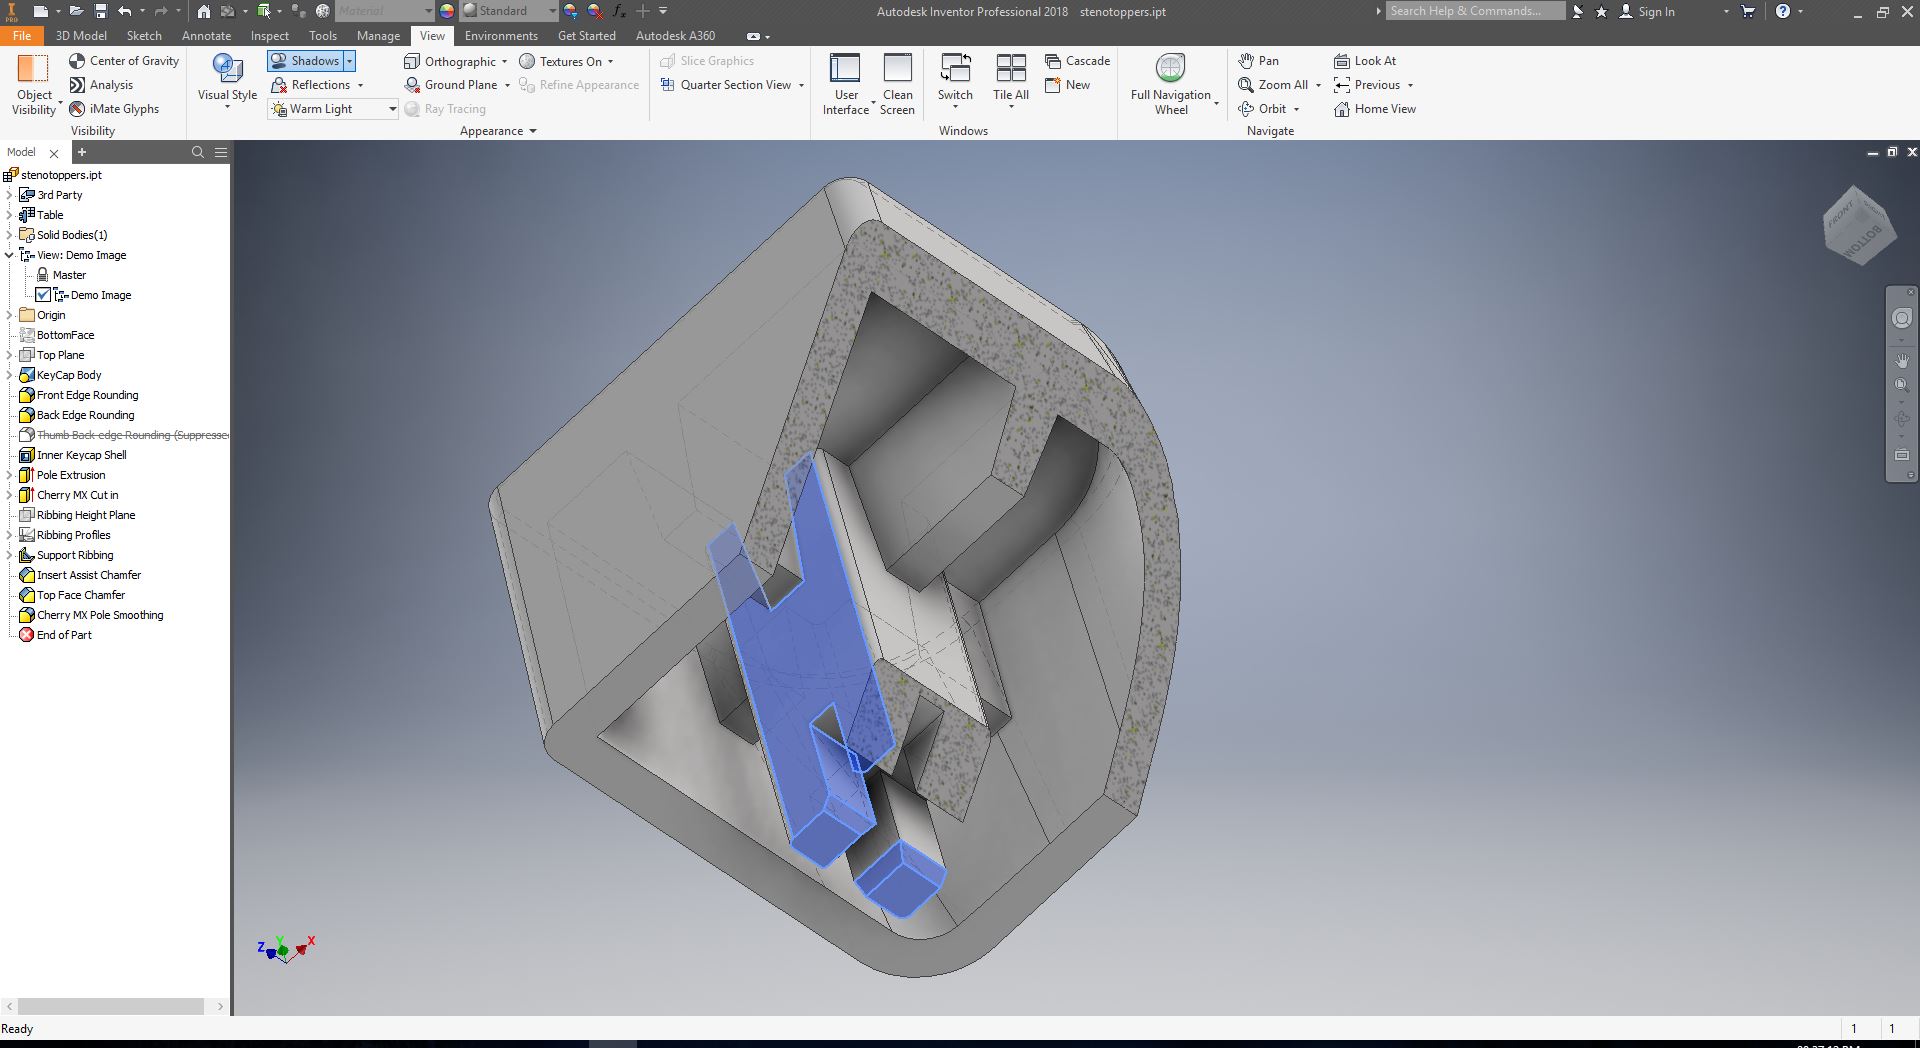 PRO
Material
Standard
Autodesk Inventor Professional 2018 stenotoppers.ipt
Search Help & Commands...
Sign In
File 3D Model Sketch Annotate Inspect Tools Manage View Environments Get Started Autodesk A360
Object Visibility
Center of Gravity
Analysis
iMate Glyphs
Visibility
Visual Style
Shadows
Reflections
Warm Light
Orthographic
Ground Plane
Ray Tracing
Textures On
Refine Appearance
Appearance
Slice Graphics
Quarter Section View
User Interface
Clean Screen
Switch
Tile All
Cascade
New
Windows
Full Navigation Wheel
Pan
Zoom All
Orbit
Look At
Previous
Home View
Navigate
Model
stenotoppers.ipt
3rd Party
Table
Solid Bodies(1)
View: Demo Image
Master
Demo Image
Origin
BottomFace
Top Plane
KeyCap Body
Front Edge Rounding
Back Edge Rounding
Thumb Back edge Rounding (Suppresse
Inner Keycap Shell
Pole Extrusion
Cherry MX Cut in
Ribbing Height Plane
Ribbing Profiles
Support Ribbing
Insert Assist Chamfer
Top Face Chamfer
Cherry MX Pole Smoothing
End of Part
FRONT
BOTTOM
Z Y X
Ready
1 1